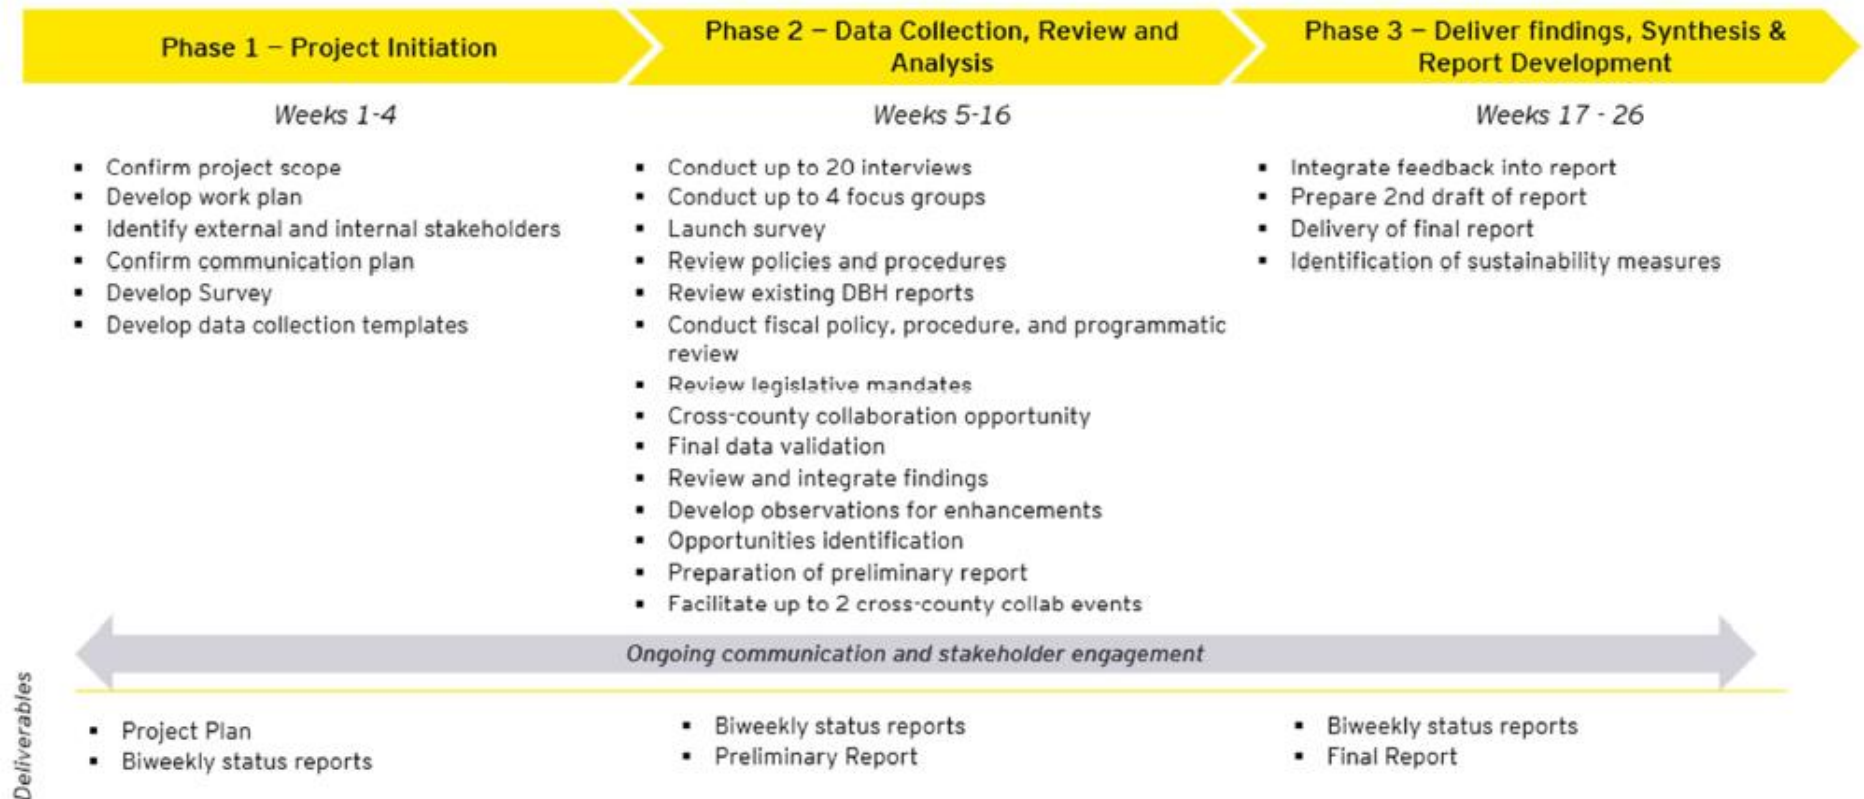 Phase 1 – Project Initiation
Phase 2 – Data Collection, Review and
Analysis
Phase 3 – Deliver findings, Synthesis &
Report Development
Weeks 1-4
▪ Confirm project scope
▪ Develop work plan
▪ Identify external and internal stakeholders
▪ Confirm communication plan
▪ Develop Survey
▪ Develop data collection templates
Weeks 5-16
▪ Conduct up to 20 interviews
▪ Conduct up to 4 focus groups
▪ Launch survey
▪ Review policies and procedures
▪ Review existing DBH reports
▪ Conduct fiscal policy, procedure, and programmatic
review
▪ Review legislative mandates
▪ Cross-county collaboration opportunity
▪ Final data validation
▪ Review and integrate findings
▪ Develop observations for enhancements
▪ Opportunities identification
▪ Preparation of preliminary report
▪ Facilitate up to 2 cross-county collab events
Weeks 17 - 26
▪ Integrate feedback into report
▪ Prepare 2nd draft of report
▪ Delivery of final report
▪ Identification of sustainability measures
Ongoing communication and stakeholder engagement
Deliverables
▪ Project Plan
▪ Biweekly status reports
▪ Biweekly status reports
▪ Preliminary Report
▪ Biweekly status reports
▪ Final Report